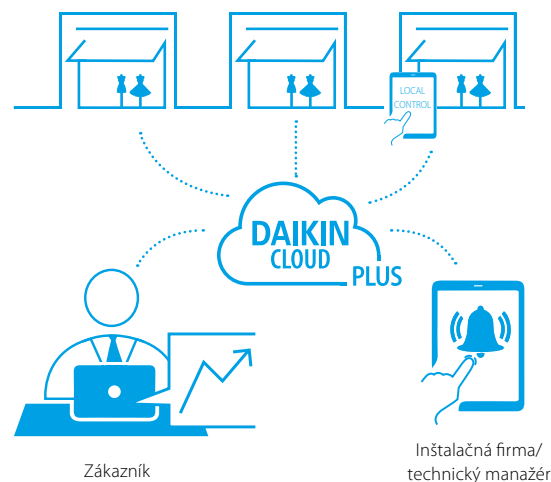 LOCAL
CONTROL
DAIKIN
CLOUD
PLUS
Zákazník
Inštalačná firma/
technický manažér